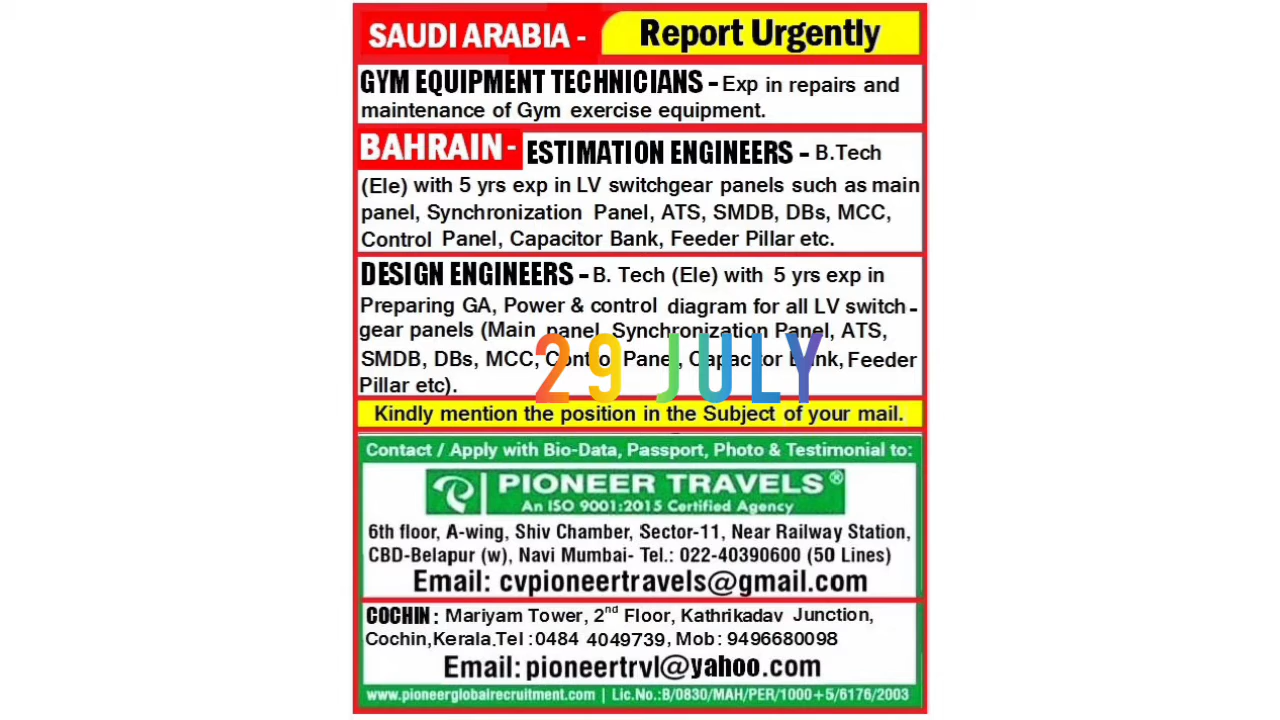 SAUDI ARABIA -
Report Urgently
GYM EQUIPMENT TECHNICIANS - Exp in repairs and
maintenance of Gym exercise equipment.
BAHRAIN - ESTIMATION ENGINEERS - B.Tech
(Ele) with 5 yrs exp in LV switchgear panels such as main
panel, Synchronization Panel, ATS, SMDB, DBs, MCC,
Control Panel, Capacitor Bank, Feeder Pillar etc.
DESIGN ENGINEERS - B. Tech (Ele) with 5 yrs exp in
Preparing GA, Power & control diagram for all LV switch-
gear panels (Main panel, Synchronization Panel, ATS,
SMDB, DBs, MCC, Control Panel, Capacitor Bank, Feeder
Pillar etc).
29 JULY
Kindly mention the position in the Subject of your mail.
Contact / Apply with Bio-Data, Passport, Photo & Testimonial to:
PIONEER TRAVELS®
An ISO 9001:2015 Certified Agency
6th floor, A-wing, Shiv Chamber, Sector-11, Near Railway Station,
CBD-Belapur (w), Navi Mumbai- Tel.: 022-40390600 (50 Lines)
Email: cvpioneertravels@gmail.com
COCHIN: Mariyam Tower, 2nd Floor, Kathrikadav Junction,
Cochin,Kerala.Tel :0484 4049739, Mob: 9496680098
Email: pioneertrvl@yahoo.com
www.pioneerglobalrecruitment.com | Lic.No.:B/0830/MAH/PER/1000+5/6176/2003